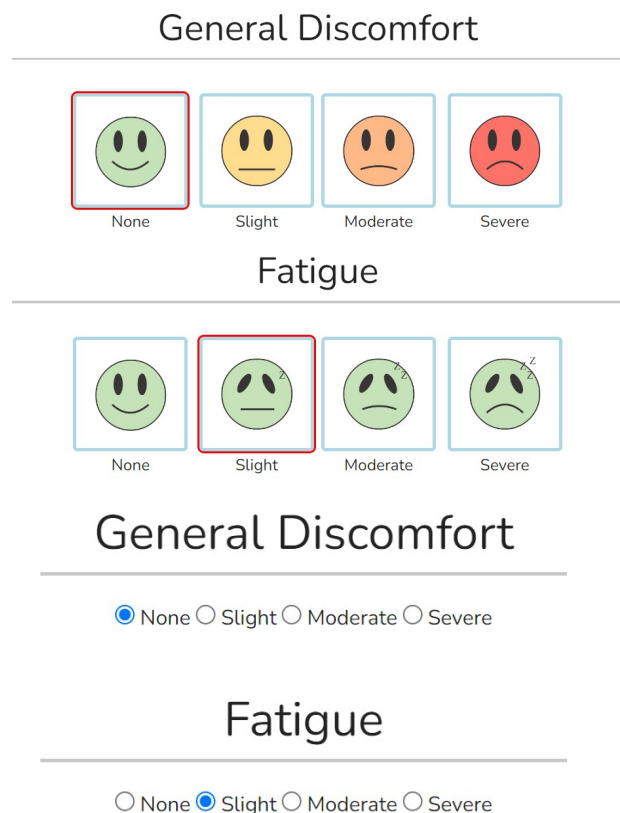 General Discomfort
None Slight Moderate Severe
Fatigue
Z Z Z Z Z Z
None Slight Moderate Severe
General Discomfort
None Slight Moderate Severe
Fatigue
None Slight Moderate Severe